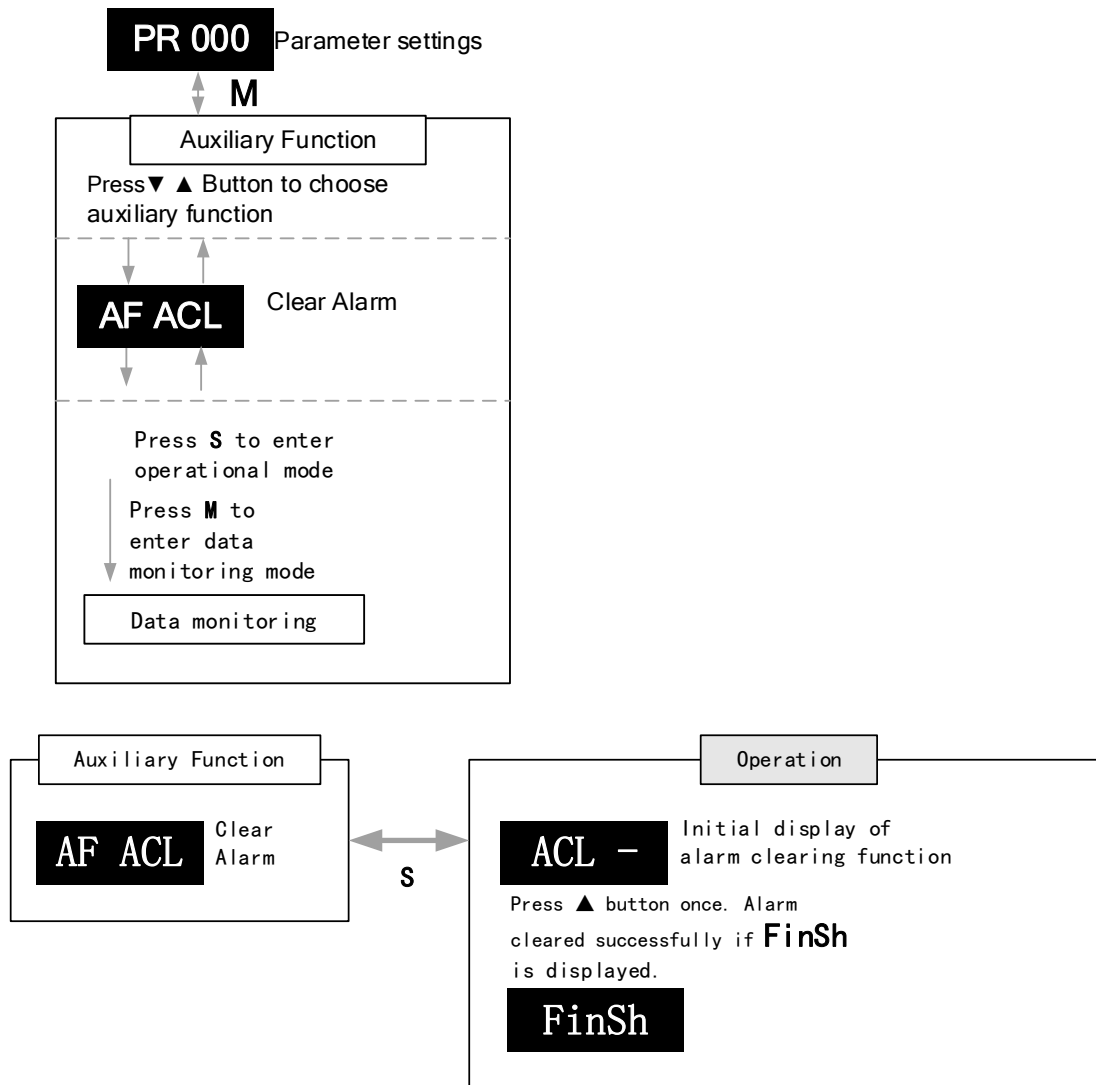 PR 000 Parameter settings
M
Auxiliary Function
Press▼ ▲ Button to choose
auxiliary function
AF ACL Clear Alarm
Press S to enter
operational mode
Press M to
enter data
monitoring mode
Data monitoring
Auxiliary Function
AF ACL
Clear
Alarm
S
Operation
ACL -
Initial display of
alarm clearing function
Press ▲ button once. Alarm
cleared successfully if FinSh
is displayed.
FinSh